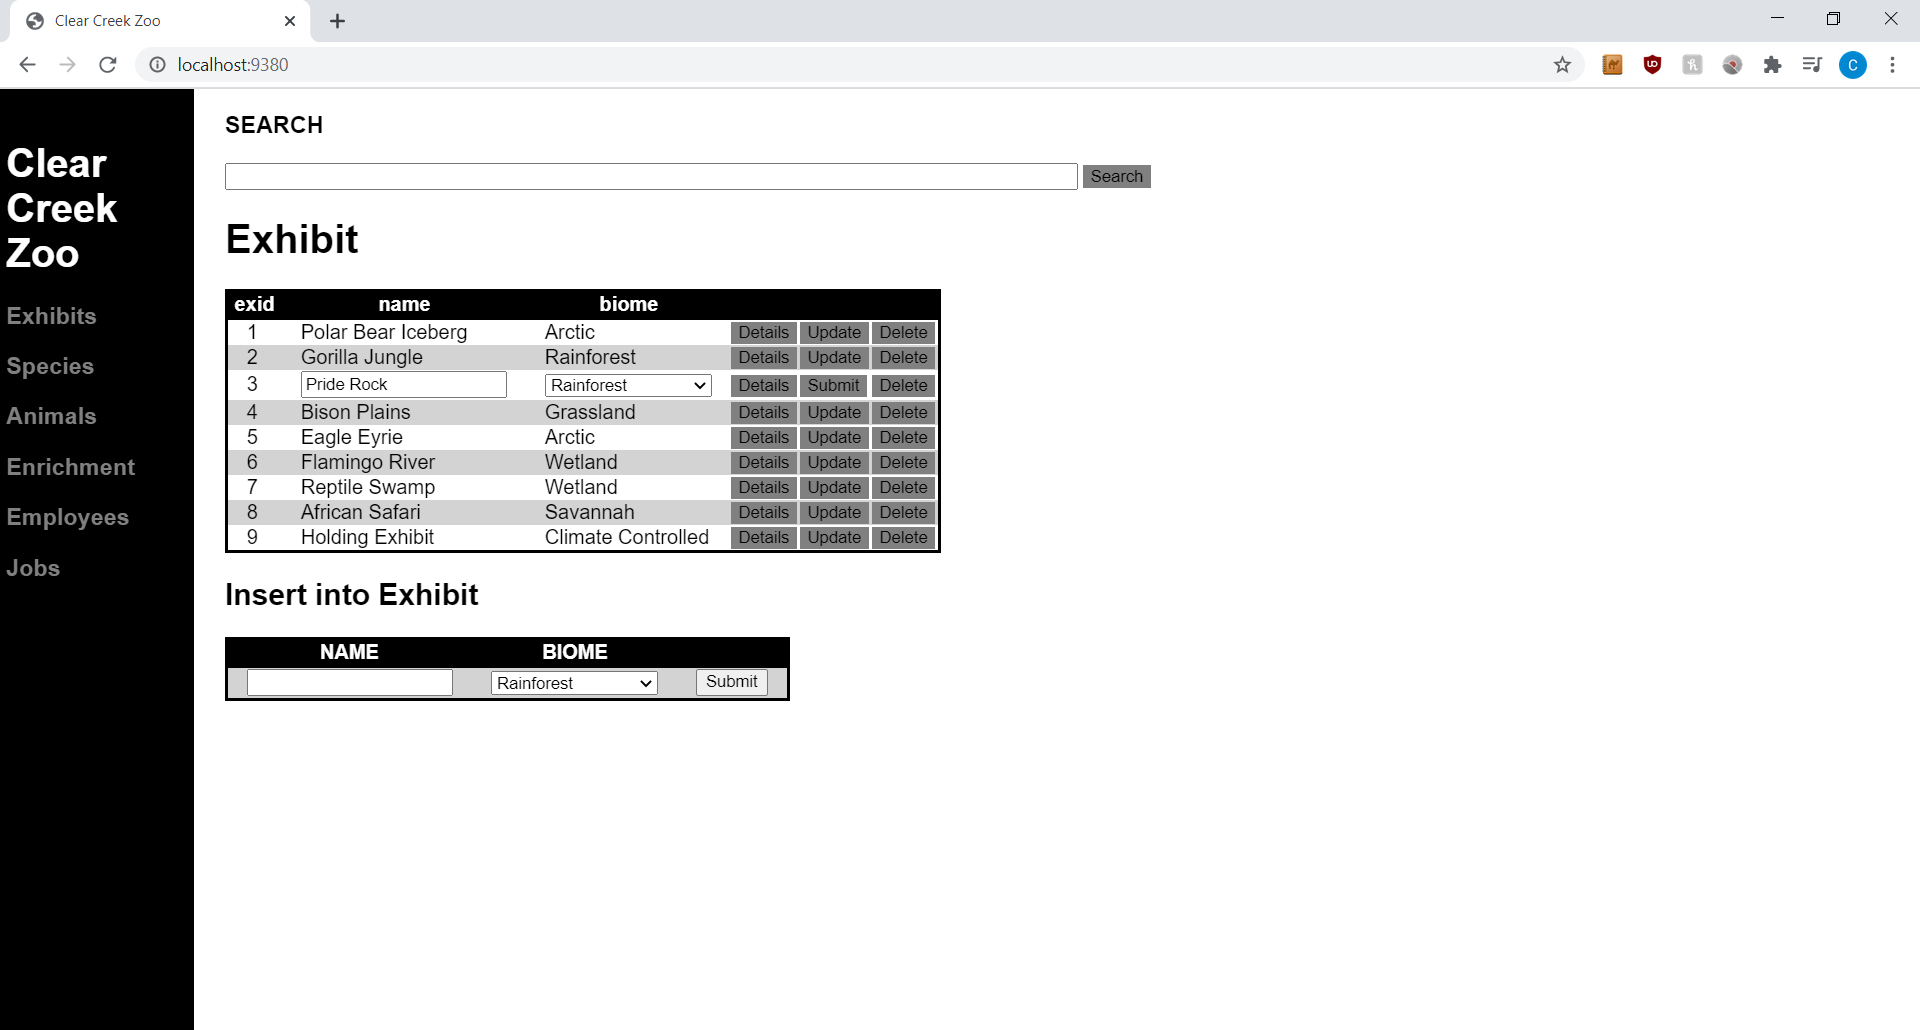 Clear Creek Zoo
localhost:9380
C
Clear
Creek
Zoo
Exhibits
Species
Animals
Enrichment
Employees
Jobs
SEARCH
Search
Exhibit
exid name biome
1 Polar Bear Iceberg Arctic Details Update Delete
2 Gorilla Jungle Rainforest Details Update Delete
3 Pride Rock Rainforest Details Submit Delete
4 Bison Plains Grassland Details Update Delete
5 Eagle Eyrie Arctic Details Update Delete
6 Flamingo River Wetland Details Update Delete
7 Reptile Swamp Wetland Details Update Delete
8 African Safari Savannah Details Update Delete
9 Holding Exhibit Climate Controlled Details Update Delete
Insert into Exhibit
NAME BIOME
Rainforest Submit